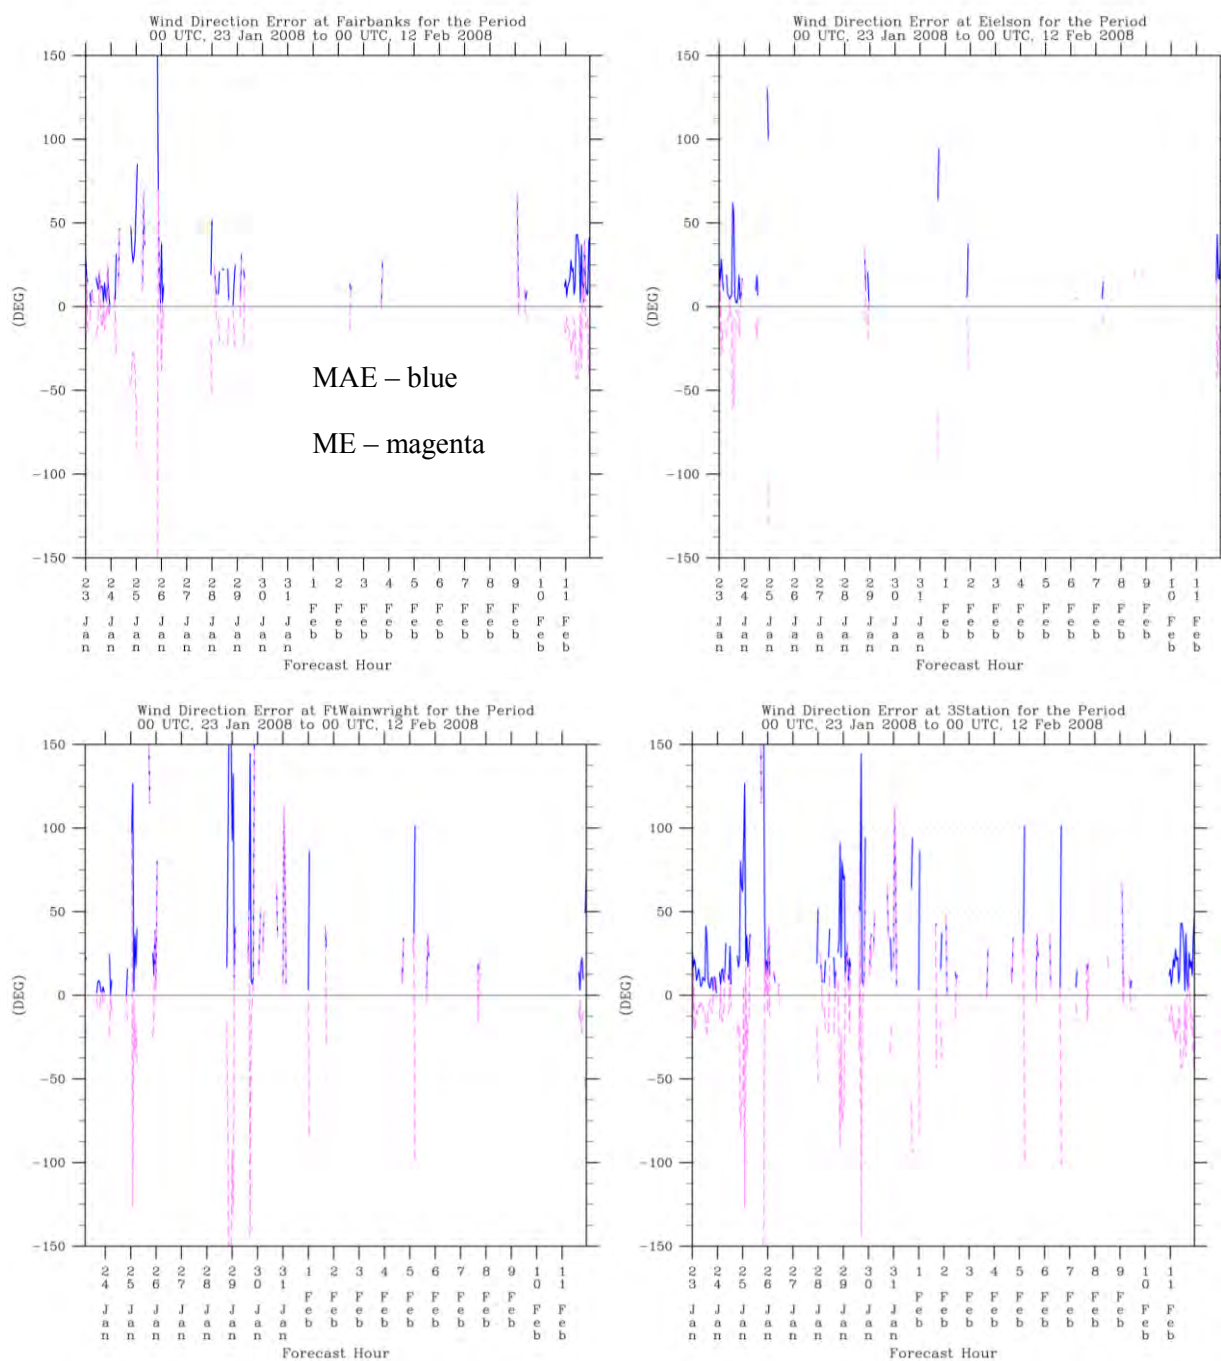 Wind Direction Error at Fairbanks for the Period
00 UTC, 23 Jan 2008 to 00 UTC, 12 Feb 2008
150
100
50
0
-50
-100
-150
(DEG)
MAE – blue
ME – magenta
23 Jan
24 Jan
25 Jan
26 Jan
27 Jan
28 Jan
29 Jan
30 Jan
31 Jan
1 Feb
2 Feb
3 Feb
4 Feb
5 Feb
6 Feb
7 Feb
8 Feb
9 Feb
10 Feb
11 Feb
Forecast Hour
Wind Direction Error at Eielson for the Period
00 UTC, 23 Jan 2008 to 00 UTC, 12 Feb 2008
150
100
50
0
-50
-100
-150
(DEG)
23 Jan
24 Jan
25 Jan
26 Jan
27 Jan
28 Jan
29 Jan
30 Jan
31 Jan
1 Feb
2 Feb
3 Feb
4 Feb
5 Feb
6 Feb
7 Feb
8 Feb
9 Feb
10 Feb
11 Feb
Forecast Hour
Wind Direction Error at FtWainwright for the Period
00 UTC, 23 Jan 2008 to 00 UTC, 12 Feb 2008
150
100
50
0
-50
-100
-150
(DEG)
24 Jan
25 Jan
26 Jan
27 Jan
28 Jan
29 Jan
30 Jan
31 Jan
1 Feb
2 Feb
3 Feb
4 Feb
5 Feb
6 Feb
7 Feb
8 Feb
9 Feb
10 Feb
11 Feb
Forecast Hour
Wind Direction Error at 3Station for the Period
00 UTC, 23 Jan 2008 to 00 UTC, 12 Feb 2008
150
100
50
0
-50
-100
-150
(DEG)
23 Jan
24 Jan
25 Jan
26 Jan
27 Jan
28 Jan
29 Jan
30 Jan
31 Jan
1 Feb
2 Feb
3 Feb
4 Feb
5 Feb
6 Feb
7 Feb
8 Feb
9 Feb
10 Feb
11 Feb
Forecast Hour